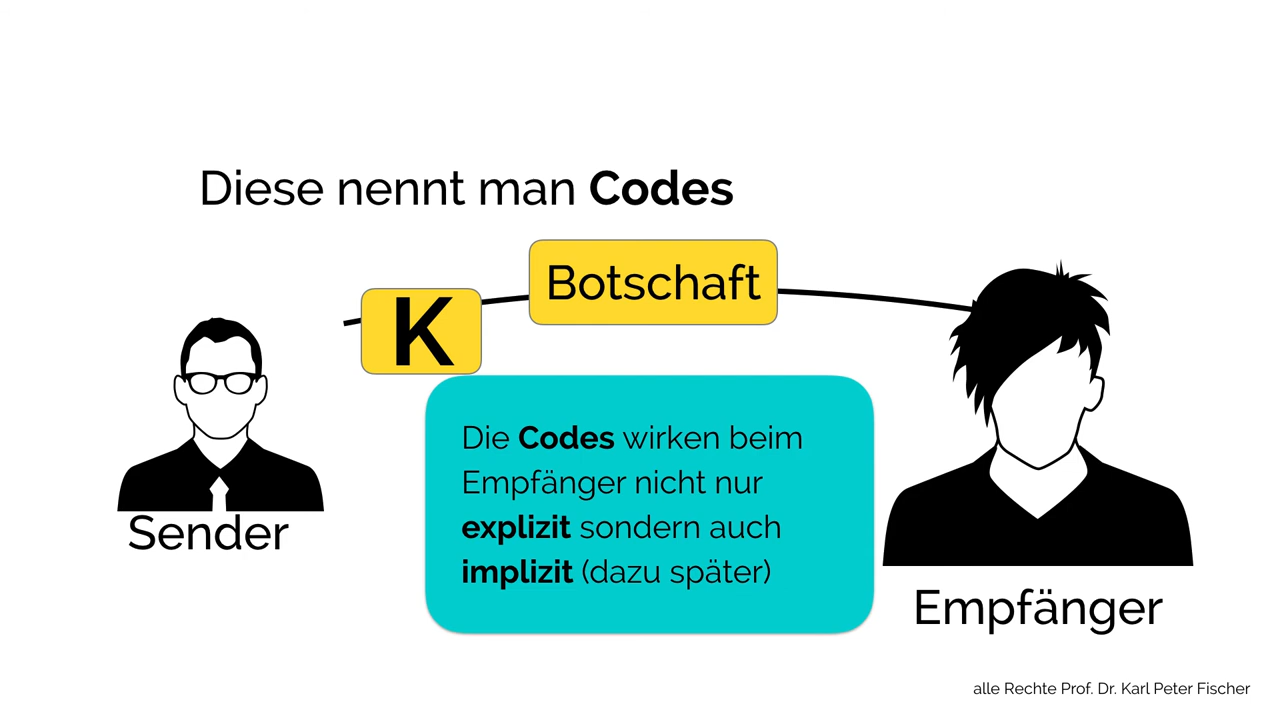 Diese nennt man Codes
Botschaft
K
Die Codes wirken beim
Empfänger nicht nur
explizit sondern auch
implizit (dazu später)
Sender
Empfänger
alle Rechte Prof. Dr. Karl Peter Fischer